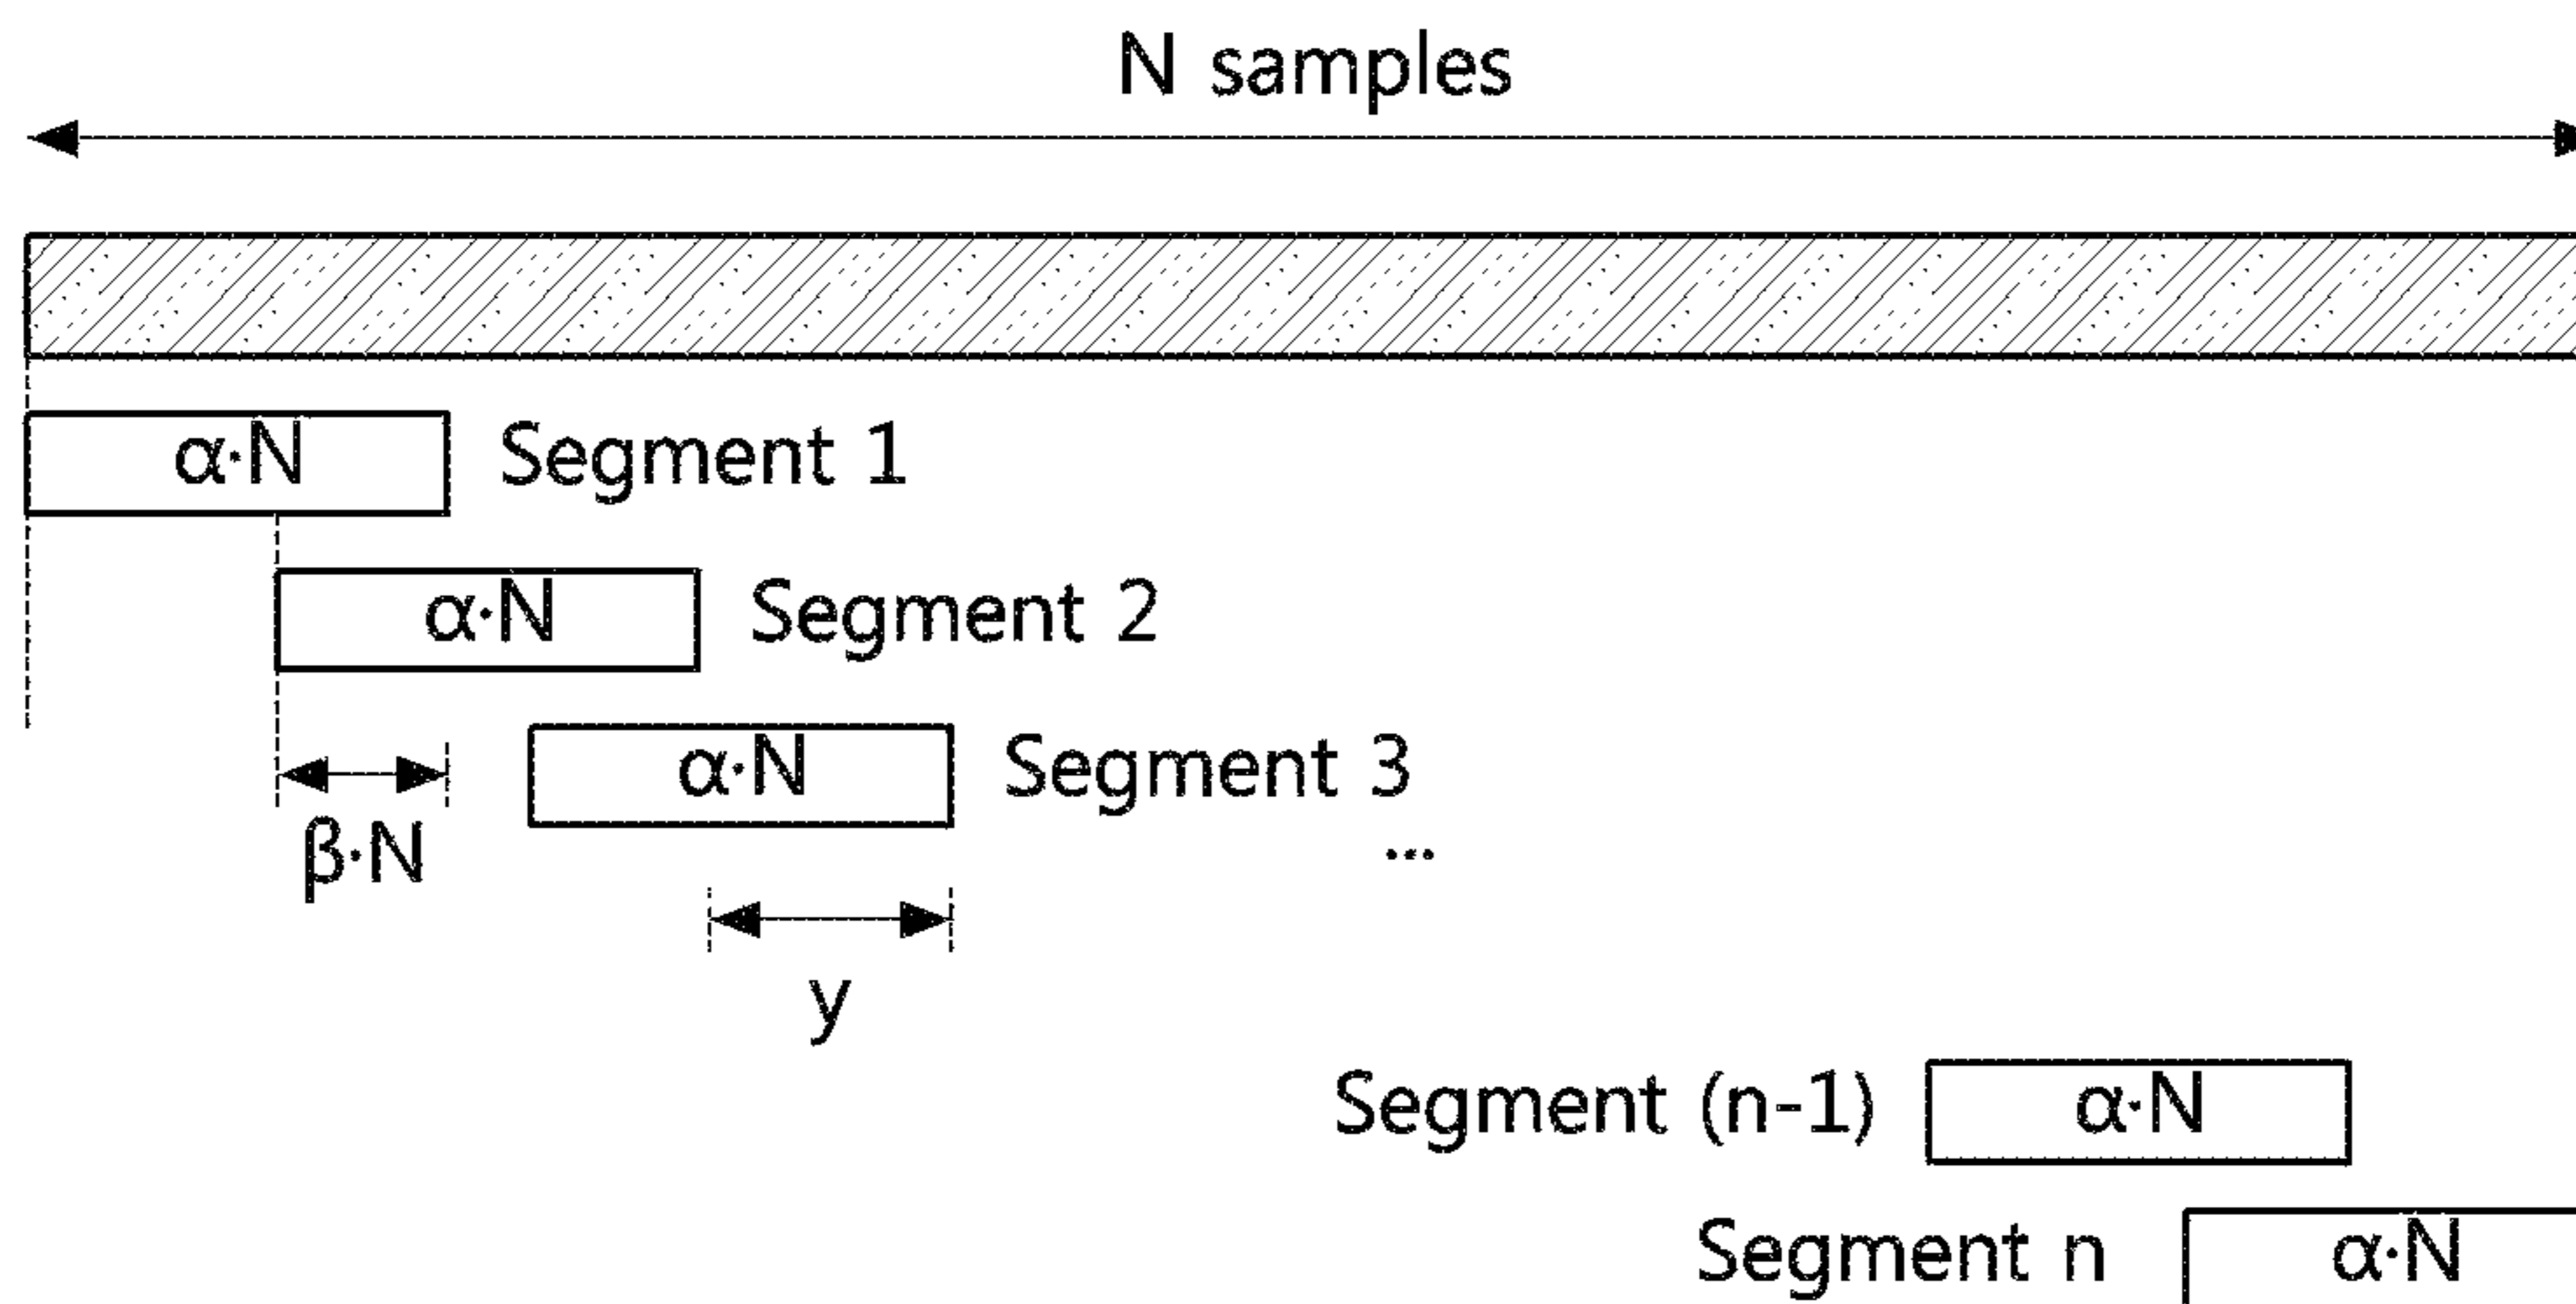 N samples
α·N Segment 1
α·N Segment 2
α·N Segment 3
β·N
...
y
Segment (n-1) α·N
Segment n α·N